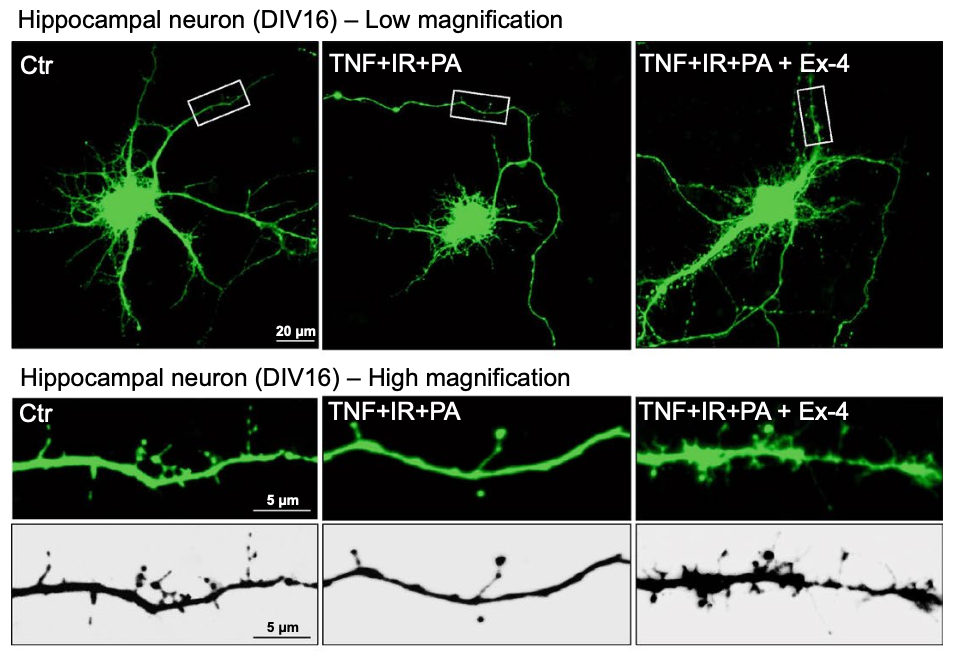 Hippocampal neuron (DIV16) – Low magnification
Ctr
TNF+IR+PA
TNF+IR+PA + Ex-4
20 µm
Hippocampal neuron (DIV16) – High magnification
Ctr
TNF+IR+PA
TNF+IR+PA + Ex-4
5 µm
5 µm